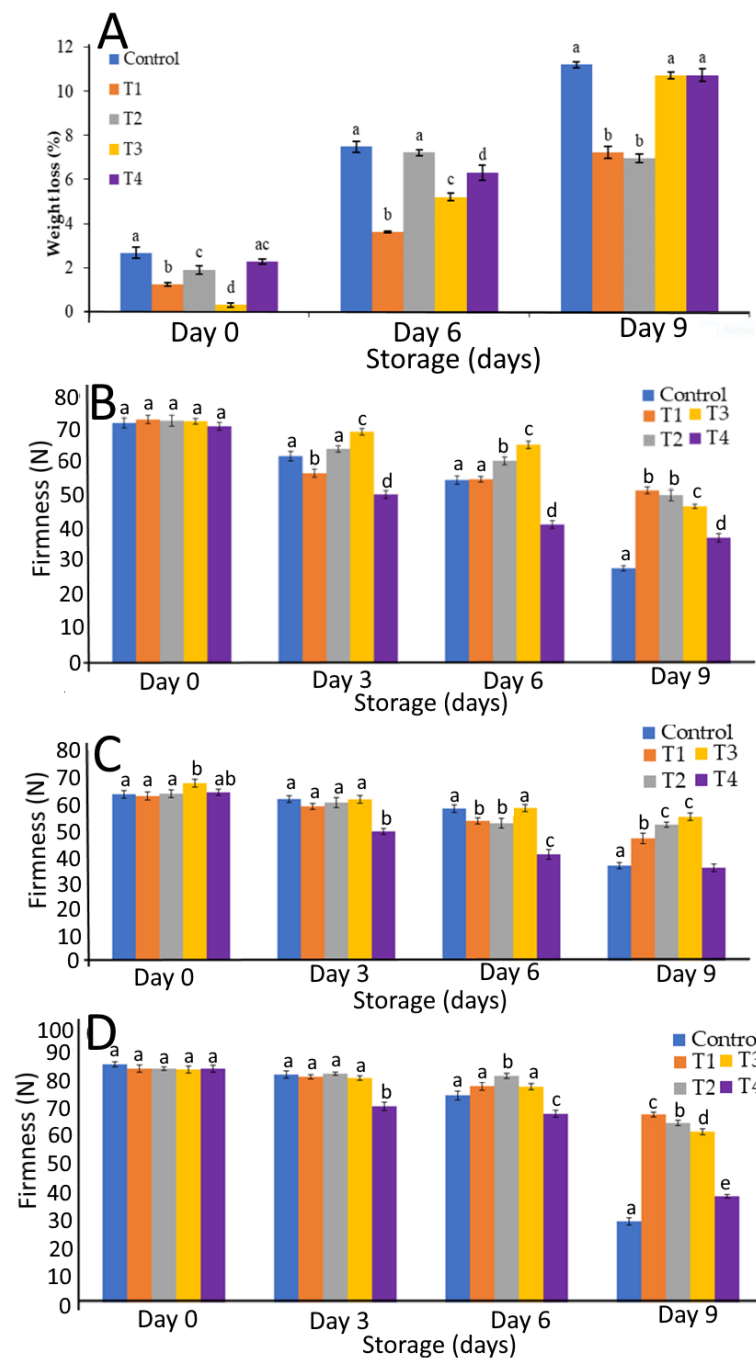 A
Weight loss (%)
12
10
8
6
4
2
0
Control
T1
T2
T3
T4
a b c d ac
a b a c d
a b b a a
Day 0 Day 6 Day 9
Storage (days)
B
Firmness (N)
80
70
60
50
40
30
20
10
0
Control
T1 T3
T2 T4
a a a a a
a b a c d
a a b c d
a b b c d
Day 0 Day 3 Day 6 Day 9
Storage (days)
C
Firmness (N)
80
70
60
50
40
30
20
10
0
Control
T1 T3
T2 T4
a a a b ab
a a a a b
a b b a c
a b c c
Day 0 Day 3 Day 6 Day 9
Storage (days)
D
Firmness (N)
100
90
80
70
60
50
40
30
20
10
0
Contro
T1 T3
T2 T4
a a a a a
a a a a b
a a b a c
a c b d e
Day 0 Day 3 Day 6 Day 9
Storage (days)